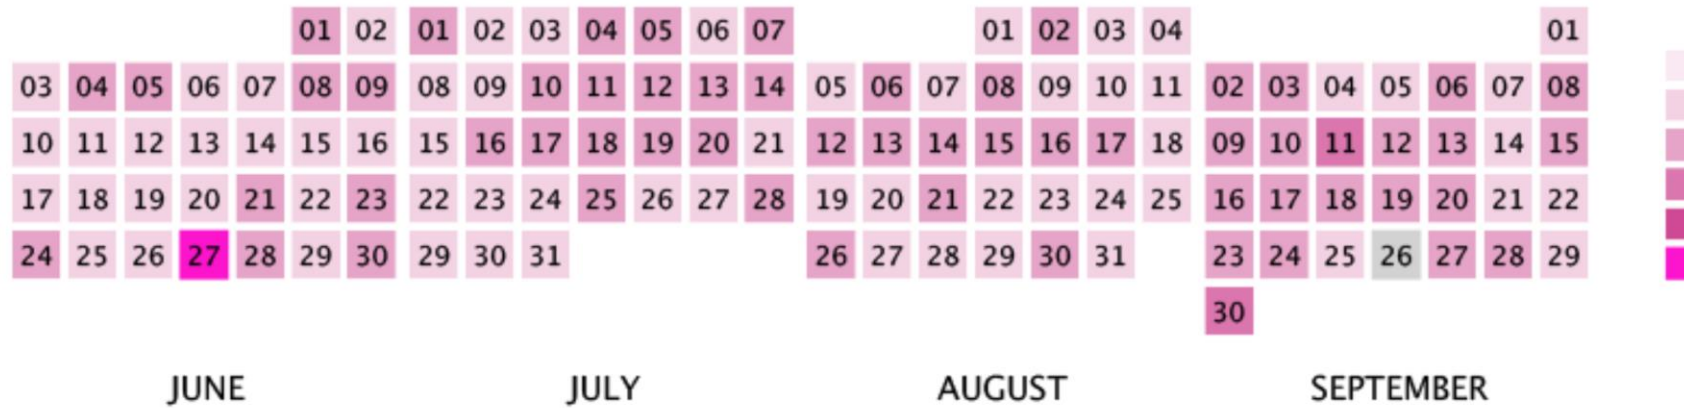 01 02 01 02 03 04 05 06 07 01 02 03 04 01
03 04 05 06 07 08 09 08 09 10 11 12 13 14 05 06 07 08 09 10 11 02 03 04 05 06 07 08
10 11 12 13 14 15 16 15 16 17 18 19 20 21 12 13 14 15 16 17 18 09 10 11 12 13 14 15
17 18 19 20 21 22 23 22 23 24 25 26 27 28 19 20 21 22 23 24 25 16 17 18 19 20 21 22
24 25 26 27 28 29 30 29 30 31 26 27 28 29 30 31 23 24 25 26 27 28 29
30
JUNE JULY AUGUST SEPTEMBER